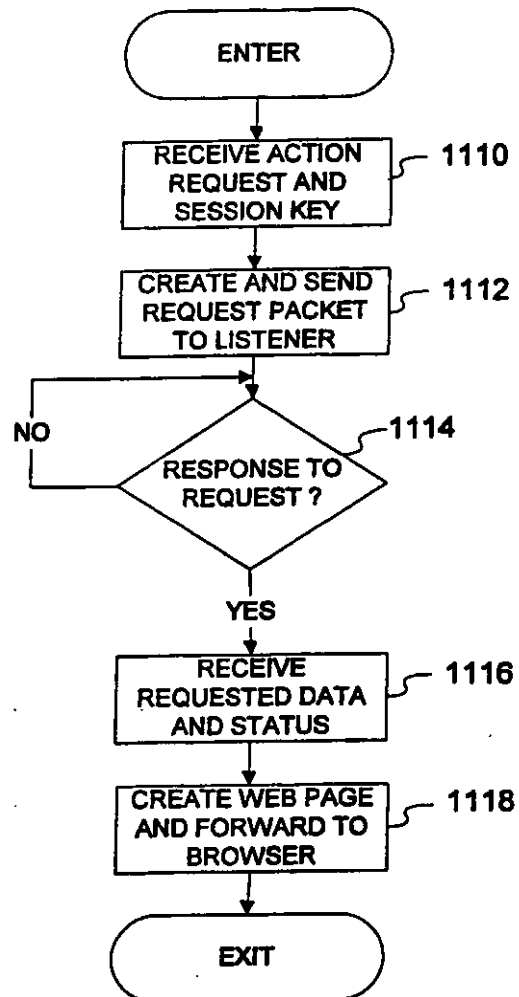 ENTER
RECEIVE ACTION
REQUEST AND
SESSION KEY
1110
CREATE AND SEND
REQUEST PACKET
TO LISTENER
1112
NO
RESPONSE TO
REQUEST ?
1114
YES
RECEIVE
REQUESTED DATA
AND STATUS
1116
CREATE WEB PAGE
AND FORWARD TO
BROWSER
1118
EXIT